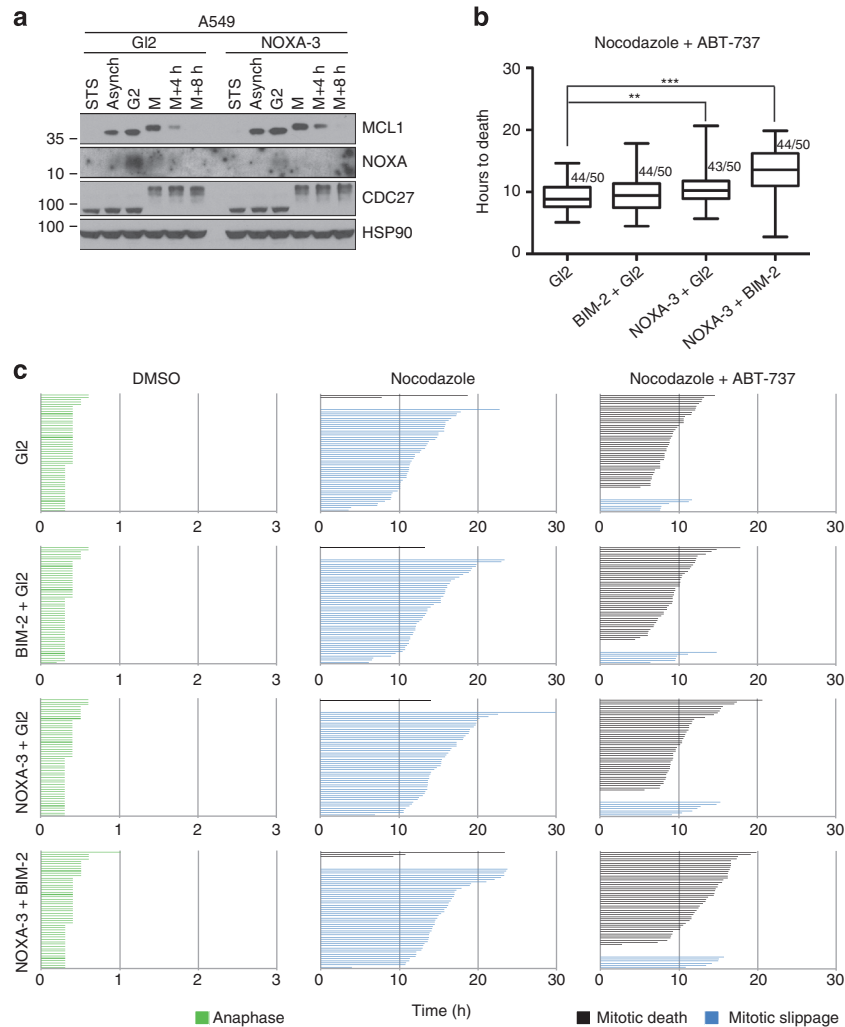 a
A549
Gl2 NOXA-3
STS Asynch G2 M M+4 h M+8 h STS Asynch G2 M M+4 h M+8 h
35 MCL1
10 NOXA
100 CDC27
100 HSP90
b
Nocodazole + ABT-737
Hours to death
30
20
10
0
***
**
44/50 44/50 43/50 44/50
Gl2 BIM-2 + Gl2 NOXA-3 + Gl2 NOXA-3 + BIM-2
c
DMSO Nocodazole Nocodazole + ABT-737
Gl2
0 1 2 3 0 10 20 30 0 10 20 30
BIM-2 + Gl2
0 1 2 3 0 10 20 30 0 10 20 30
NOXA-3 + Gl2
0 1 2 3 0 10 20 30 0 10 20 30
NOXA-3 + BIM-2
0 1 2 3 0 10 20 30 0 10 20 30
Time (h)
Anaphase Mitotic death Mitotic slippage